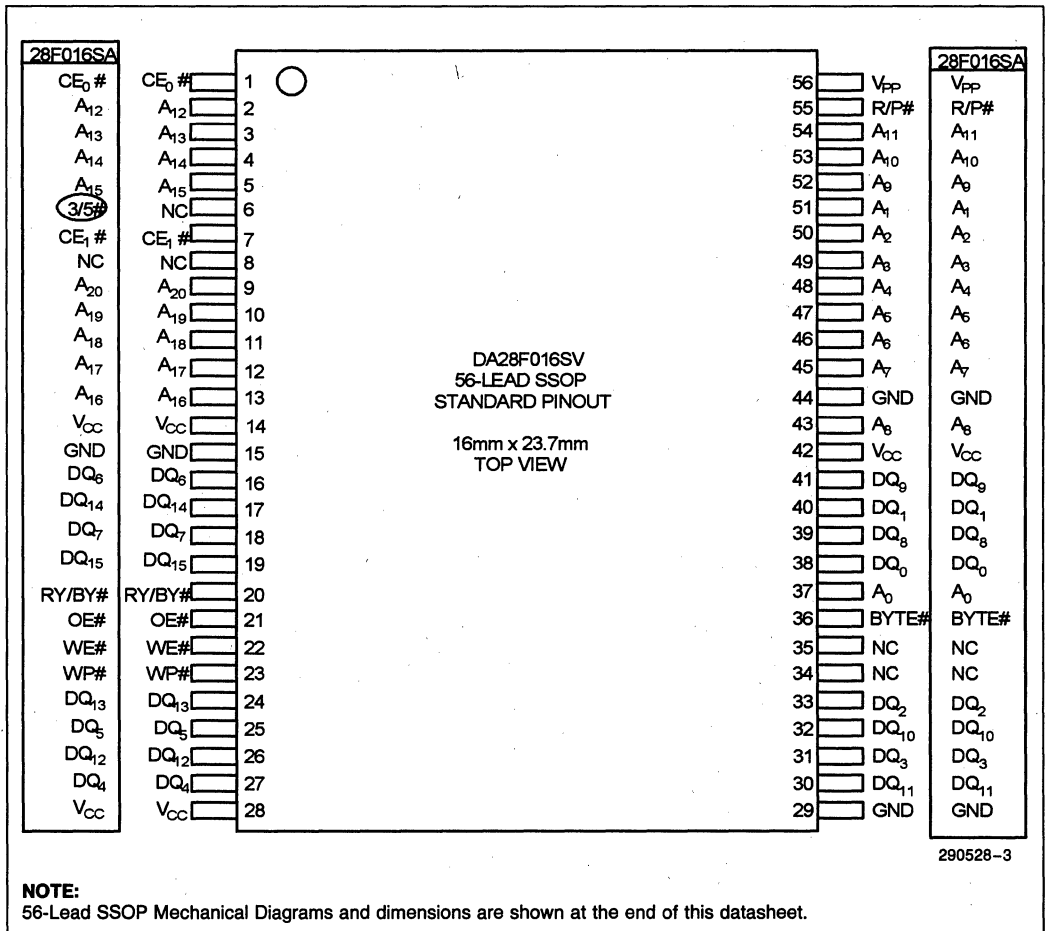 28F016SA 28F016SA
CE₀# CE₀# 1 56 VPP VPP
A₁₂ A₁₂ 2 55 R/P# R/P#
A₁₃ A₁₃ 3 54 A₁₁ A₁₁
A₁₄ A₁₄ 4 53 A₁₀ A₁₀
A₁₅ A₁₅ 5 52 A₉ A₉
3/5# NC 6 51 A₁ A₁
CE₁# CE₁# 7 50 A₂ A₂
NC NC 8 49 A₃ A₃
A₂₀ A₂₀ 9 48 A₄ A₄
A₁₉ A₁₉ 10 47 A₅ A₅
A₁₈ A₁₈ 11 46 A₆ A₆
A₁₇ A₁₇ 12 45 A₇ A₇
A₁₆ A₁₆ 13 44 GND GND
VCC VCC 14 43 A₈ A₈
GND GND 15 42 VCC VCC
DQ₆ DQ₆ 16 41 DQ₉ DQ₉
DQ₁₄ DQ₁₄ 17 40 DQ₁ DQ₁
DQ₇ DQ₇ 18 39 DQ₈ DQ₈
DQ₁₅ DQ₁₅ 19 38 DQ₀ DQ₀
RY/BY# RY/BY# 20 37 A₀ A₀
OE# OE# 21 36 BYTE# BYTE#
WE# WE# 22 35 NC NC
WP# WP# 23 34 NC NC
DQ₁₃ DQ₁₃ 24 33 DQ₂ DQ₂
DQ₅ DQ₅ 25 32 DQ₁₀ DQ₁₀
DQ₁₂ DQ₁₂ 26 31 DQ₃ DQ₃
DQ₄ DQ₄ 27 30 DQ₁₁ DQ₁₁
VCC VCC 28 29 GND GND
DA28F016SV
56-LEAD SSOP
STANDARD PINOUT
16mm x 23.7mm
TOP VIEW
290528–3
NOTE:
56-Lead SSOP Mechanical Diagrams and dimensions are shown at the end of this datasheet.